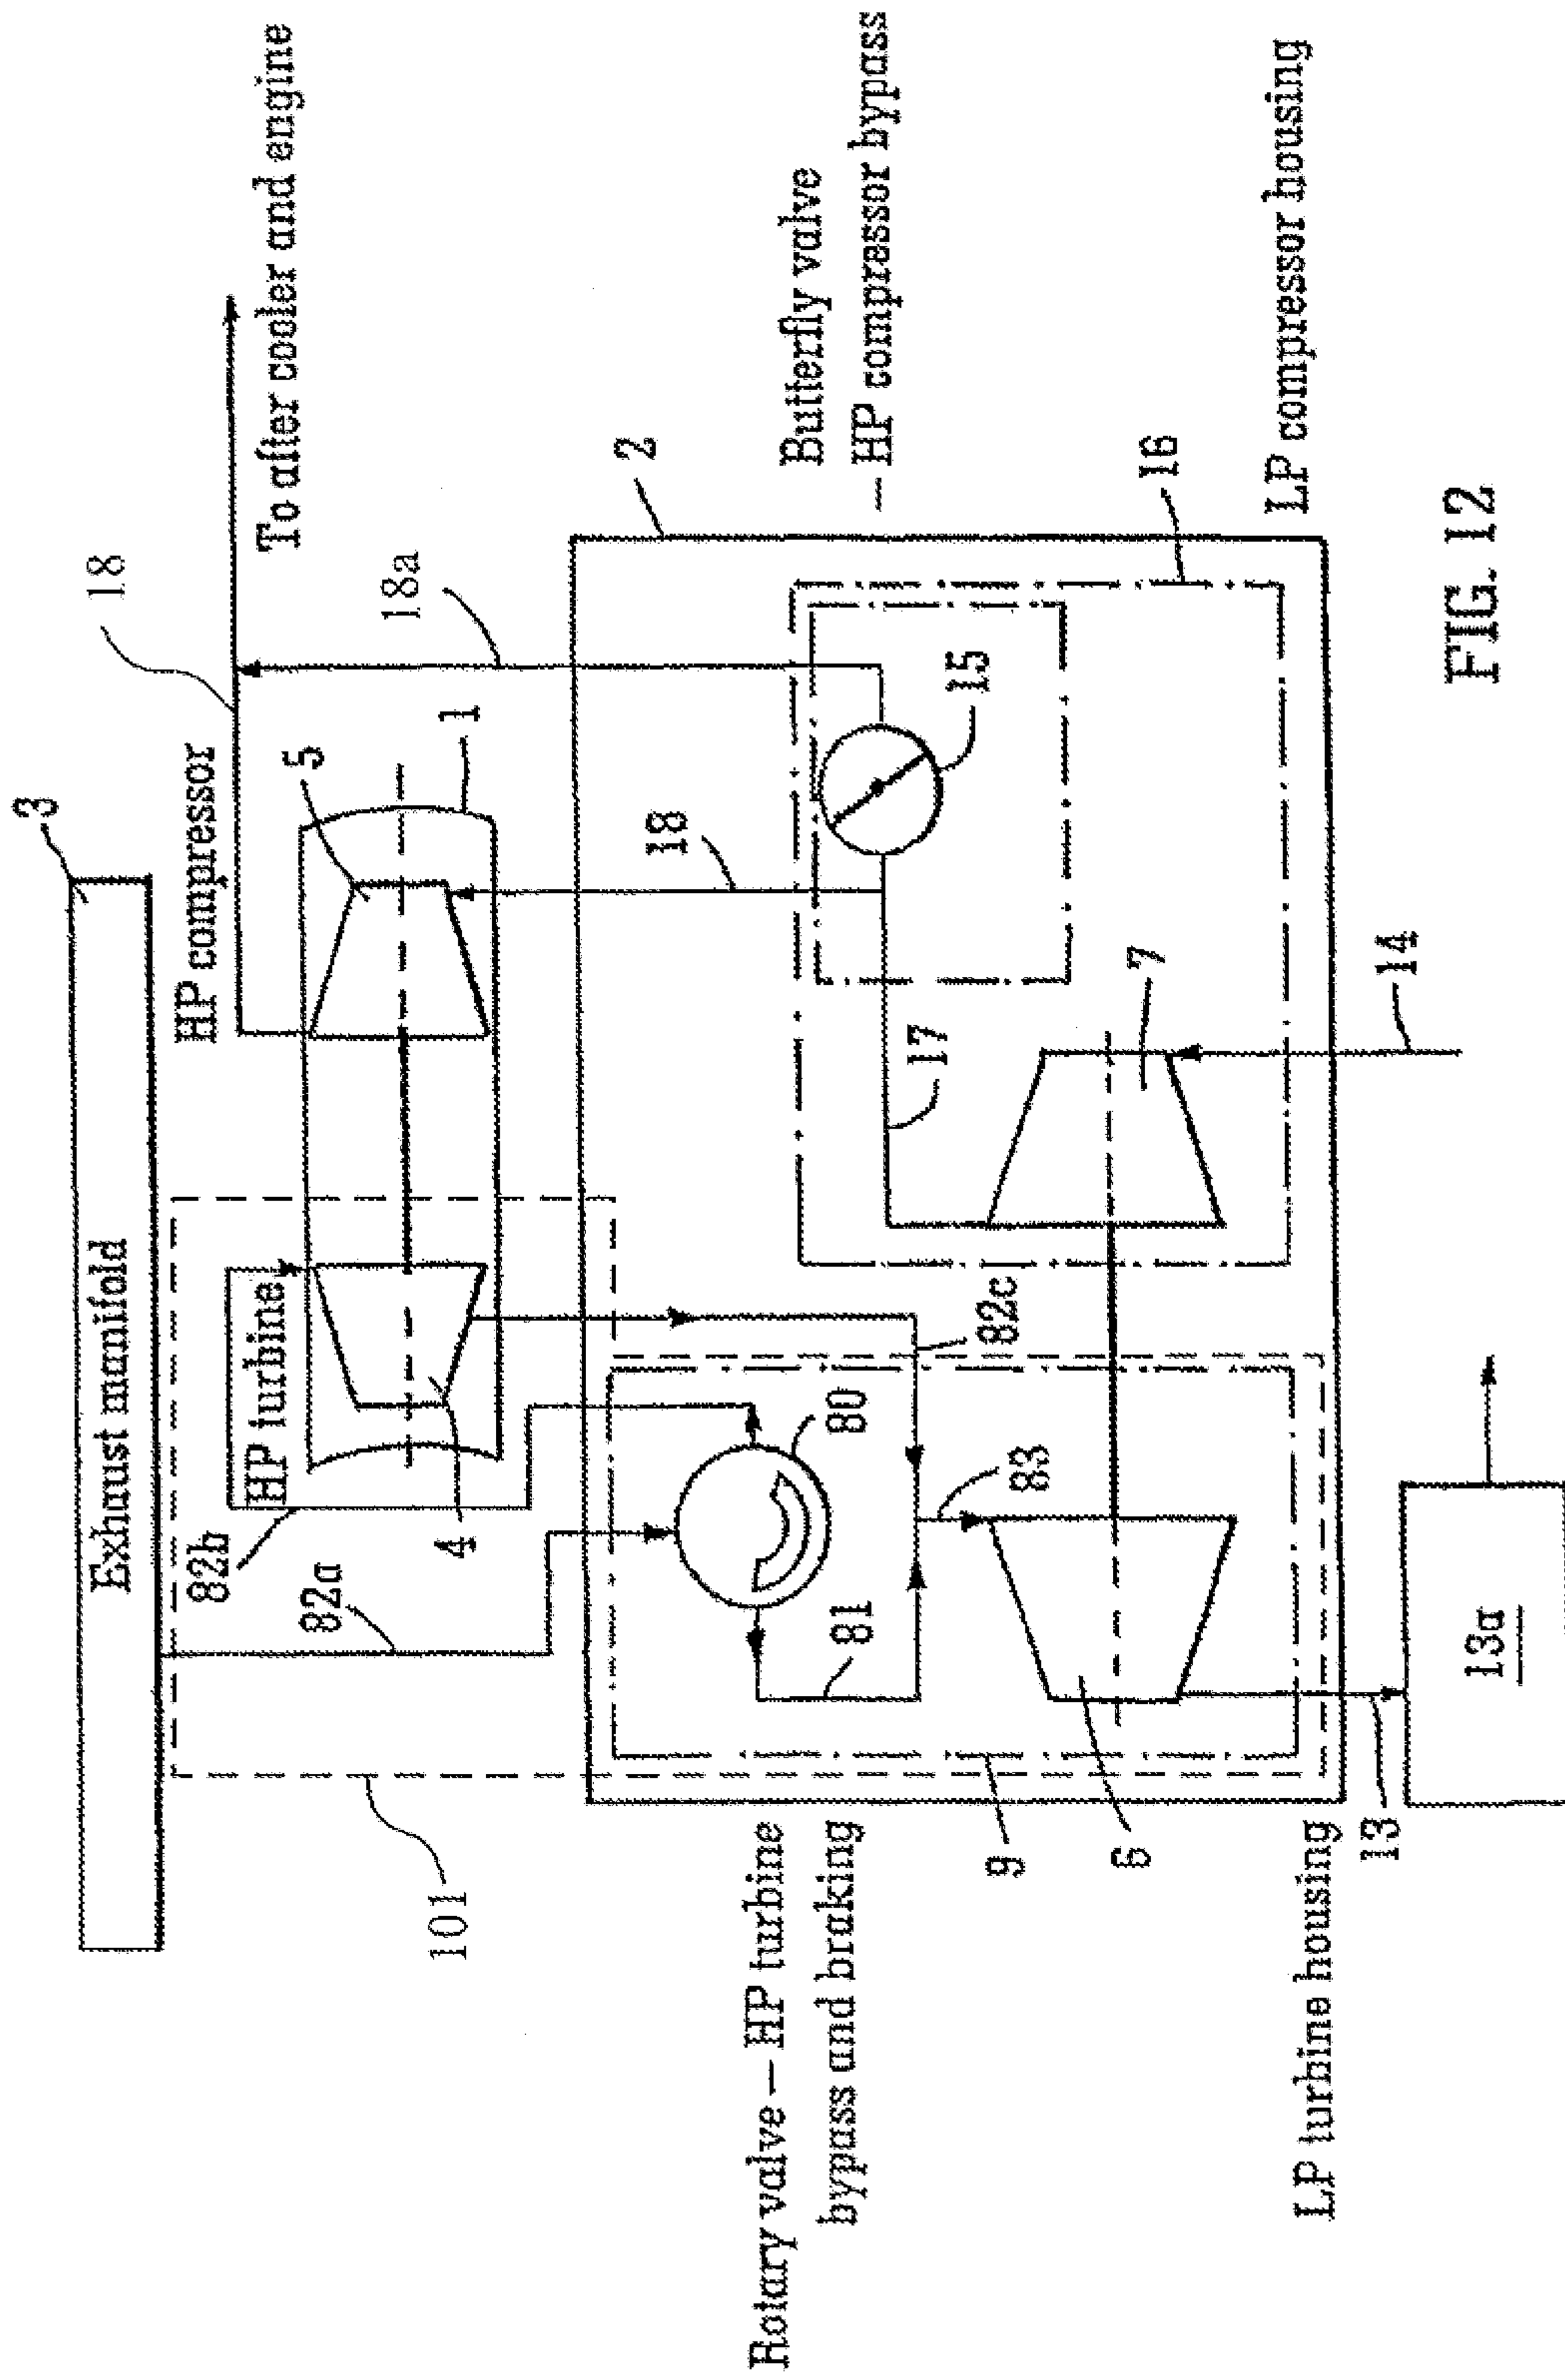 Exhaust manifold
3
HP compressor
18
To after cooler and engine
101
82b
82a
HP turbine
4
5
1
18a
2
18
Butterfly valve
– HP compressor bypass
Rotary valve – HP turbine
bypass and braking
80
81
82c
83
17
15
16
7
14
9
6
13
LP turbine housing
LP compressor housing
13a
FIG. 12